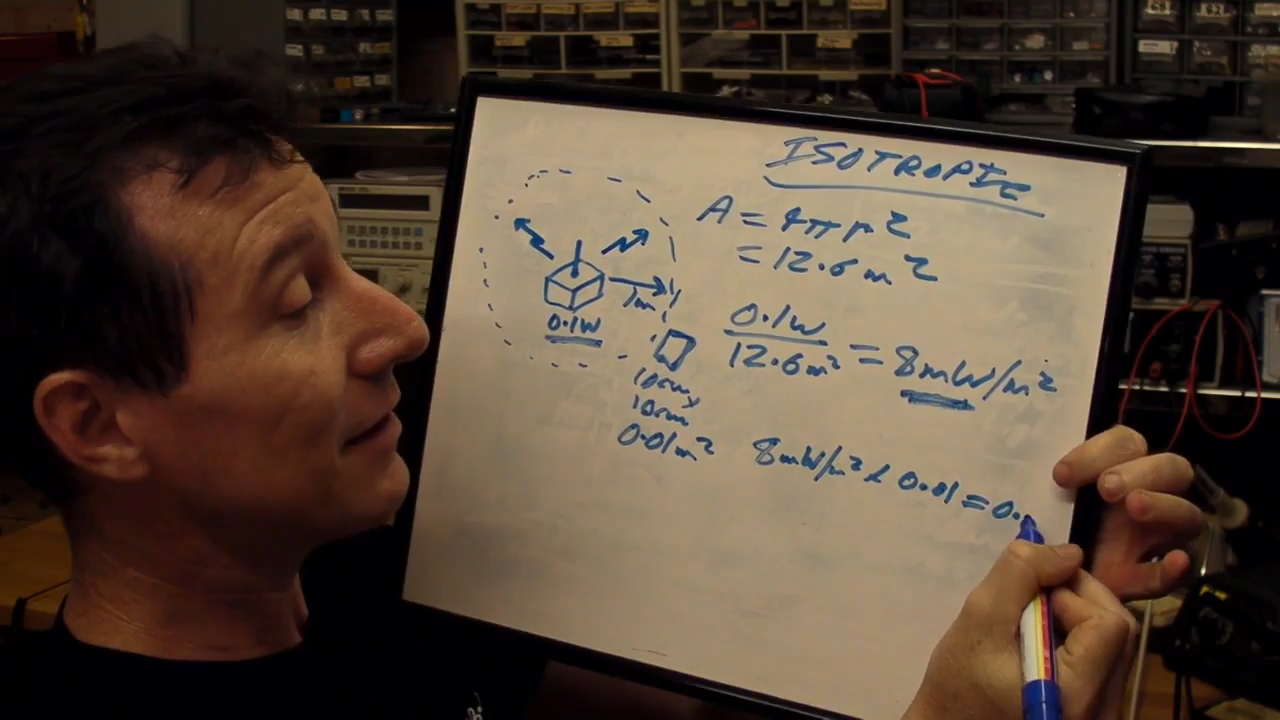 ISOTROPIC
A = 4πr²
= 12.6m²
1m
0.1W
0.1W
12.6m²
= 8mW/m²
10cm x
10cm
0.01m²
8mW/m² x 0.01 = 0.